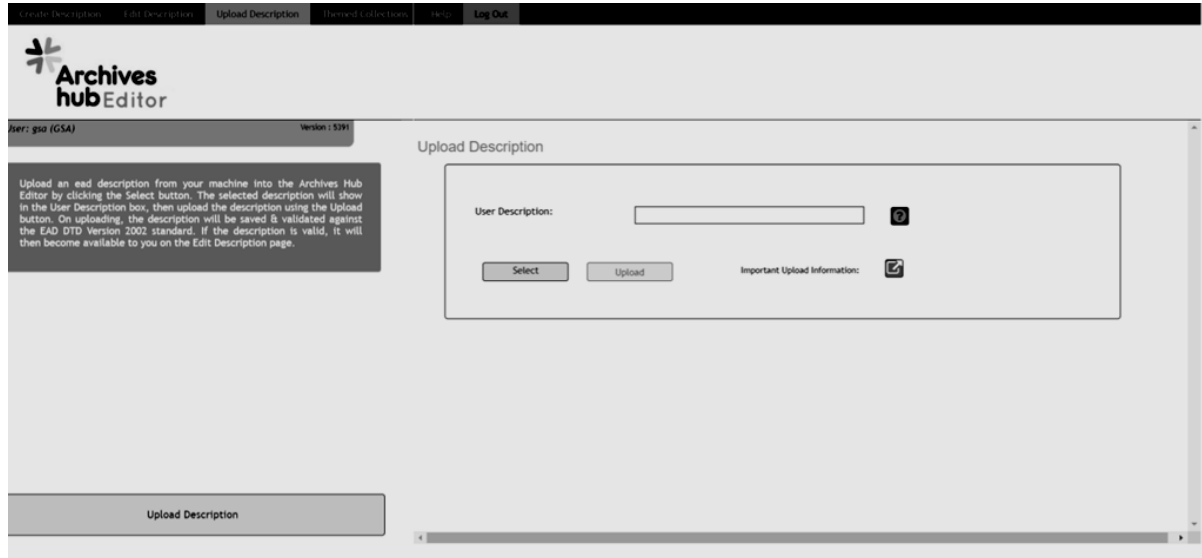 Create Description Edit Description Upload Description Themed Collections Help Log Out
Archives
hub Editor
User: gsa (GSA) Version : 5391
Upload an ead description from your machine into the Archives Hub
Editor by clicking the Select button. The selected description will show
in the User Description box, then upload the description using the Upload
button. On uploading, the description will be saved & validated against
the EAD DTD Version 2002 standard. If the description is valid, it will
then become available to you on the Edit Description page.
Upload Description
User Description:
Select Upload Important Upload Information:
Upload Description